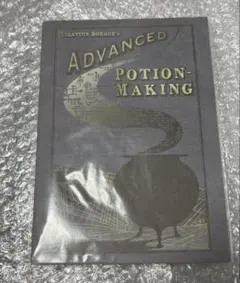 LIBATIUS BORAGE'S
ADVANCED
POTION-
MAKING